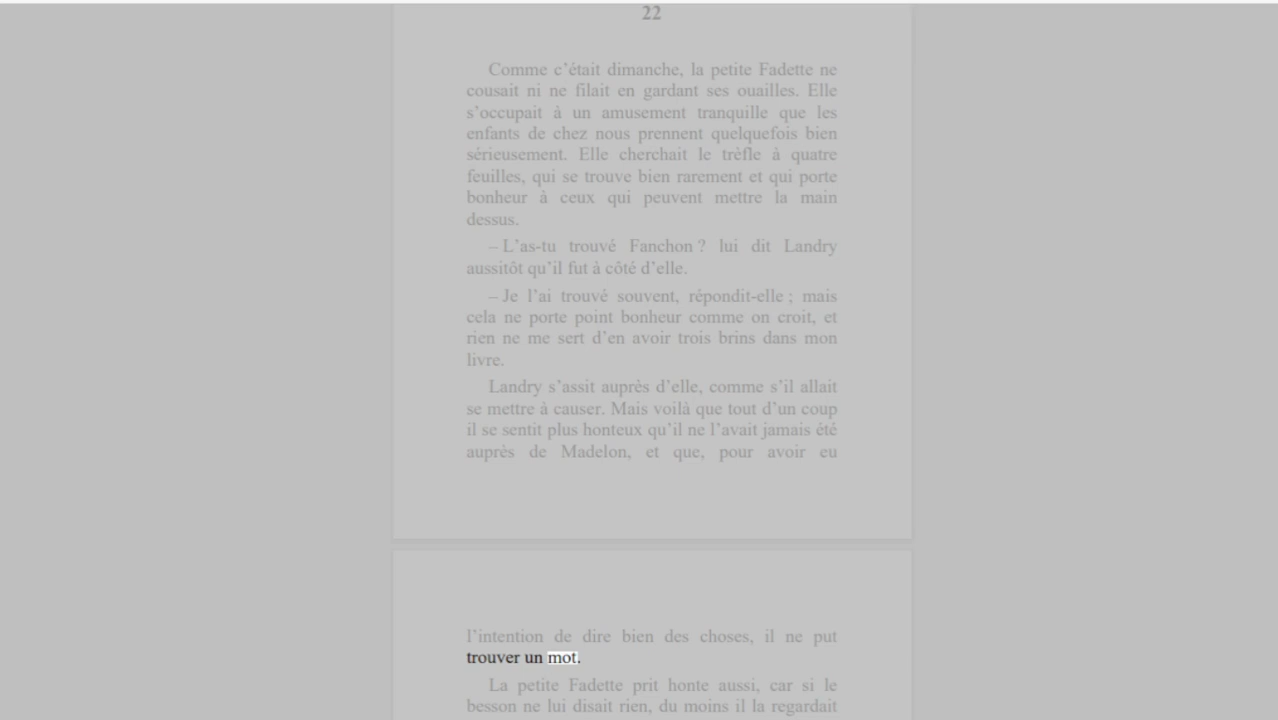 22
Comme c’était dimanche, la petite Fadette ne
cousait ni ne filait en gardant ses ouailles. Elle
s’occupait à un amusement tranquille que les
enfants de chez nous prennent quelquefois bien
sérieusement. Elle cherchait le trèfle à quatre
feuilles, qui se trouve bien rarement et qui porte
bonheur à ceux qui peuvent mettre la main
dessus.
– L’as-tu trouvé Fanchon ? lui dit Landry
aussitôt qu’il fut à côté d’elle.
– Je l’ai trouvé souvent, répondit-elle ; mais
cela ne porte point bonheur comme on croit, et
rien ne me sert d’en avoir trois brins dans mon
livre.
Landry s’assit auprès d’elle, comme s’il allait
se mettre à causer. Mais voilà que tout d’un coup
il se sentit plus honteux qu’il ne l’avait jamais été
auprès de Madelon, et que, pour avoir eu
l’intention de dire bien des choses, il ne put
trouver un mot.
La petite Fadette prit honte aussi, car si le
besson ne lui disait rien, du moins il la regardait